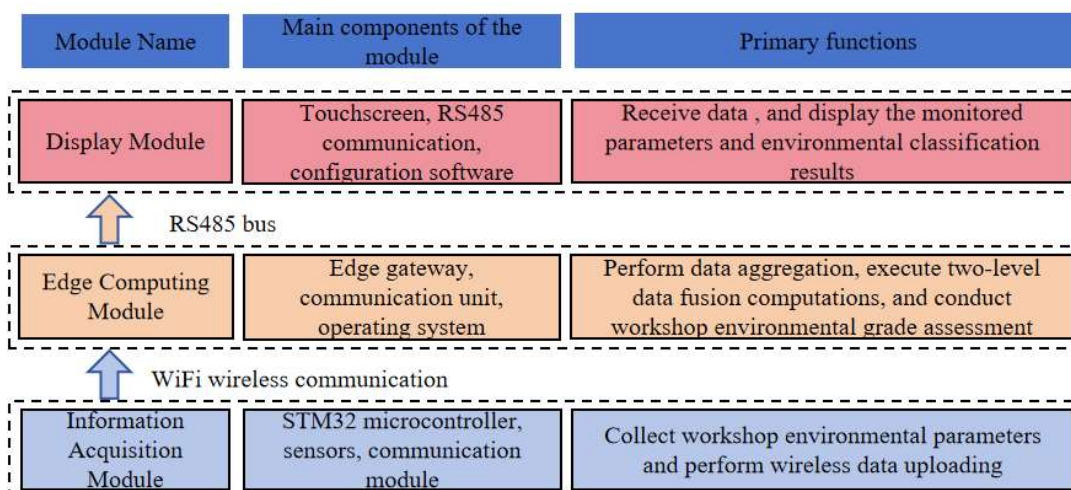 Module Name
Main components of the
module
Primary functions
Display Module
Touchscreen, RS485
communication,
configuration software
Receive data , and display the monitored
parameters and environmental classification
results
RS485 bus
Edge Computing
Module
Edge gateway,
communication unit,
operating system
Perform data aggregation, execute two-level
data fusion computations, and conduct
workshop environmental grade assessment
WiFi wireless communication
Information
Acquisition
Module
STM32 microcontroller,
sensors, communication
module
Collect workshop environmental parameters
and perform wireless data uploading